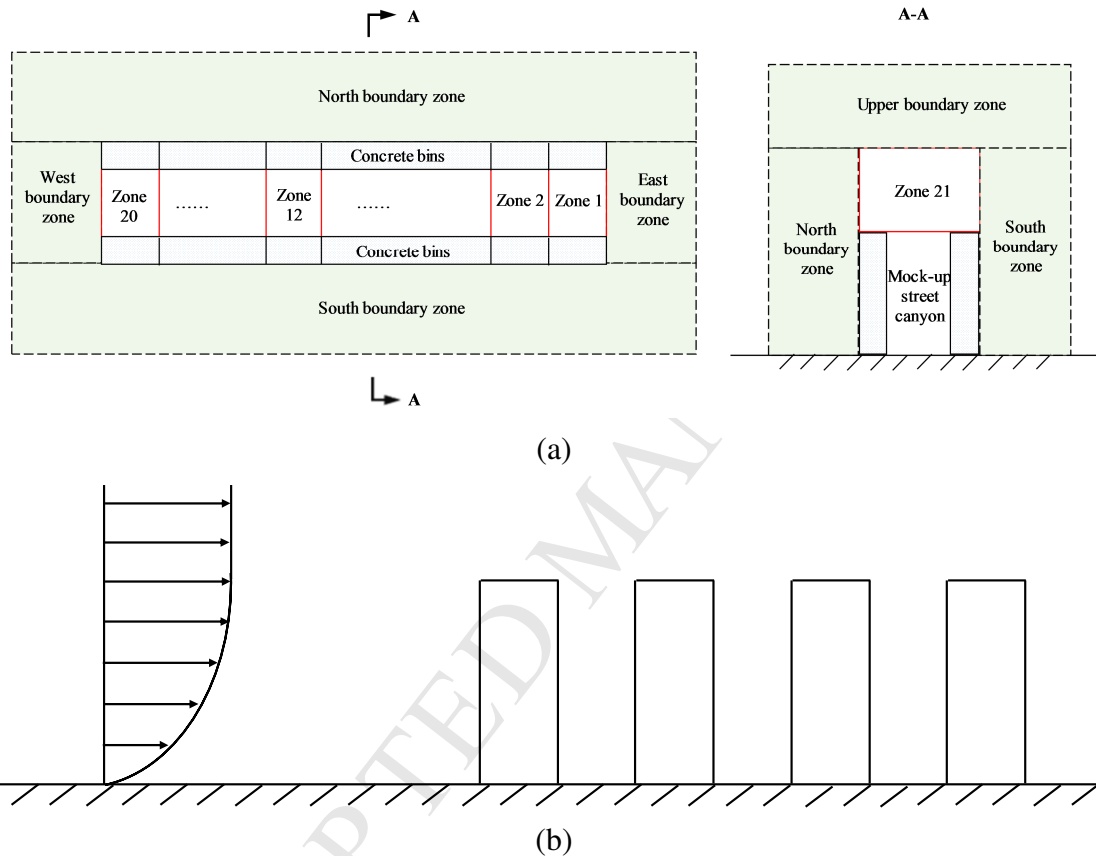 A
A-A
North boundary zone
Upper boundary zone
Concrete bins
West
boundary
zone
Zone
20
......
Zone
12
......
Zone 2
Zone 1
East
boundary
zone
Zone 21
North
boundary
zone
South
boundary
zone
Mock-up
street
canyon
Concrete bins
South boundary zone
A
(a)
PTED MA
(b)